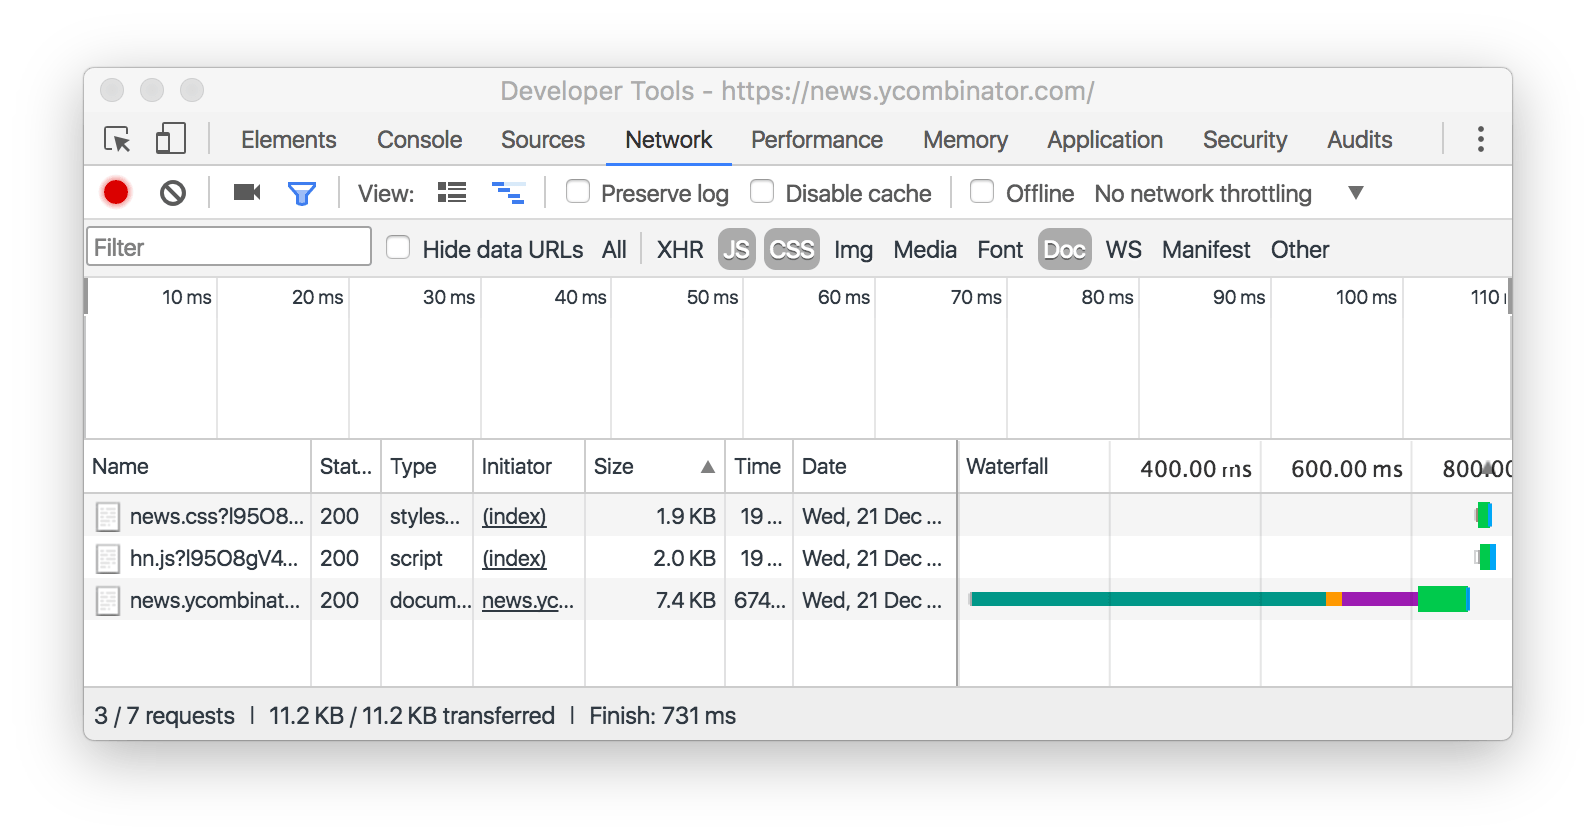 Developer Tools - https://news.ycombinator.com/
Elements Console Sources Network Performance Memory Application Security Audits
View: Preserve log Disable cache Offline No network throttling
Filter Hide data URLs All XHR JS CSS Img Media Font Doc WS Manifest Other
10 ms 20 ms 30 ms 40 ms 50 ms 60 ms 70 ms 80 ms 90 ms 100 ms 110
Name Stat... Type Initiator Size Time Date Waterfall 400.00 ms 600.00 ms 800.00
news.css?l95O8... 200 styles... (index) 1.9 KB 19 ... Wed, 21 Dec ...
hn.js?l95O8gV4... 200 script (index) 2.0 KB 19 ... Wed, 21 Dec ...
news.ycombinat... 200 docum... news.yc... 7.4 KB 674... Wed, 21 Dec ...
3 / 7 requests | 11.2 KB / 11.2 KB transferred | Finish: 731 ms